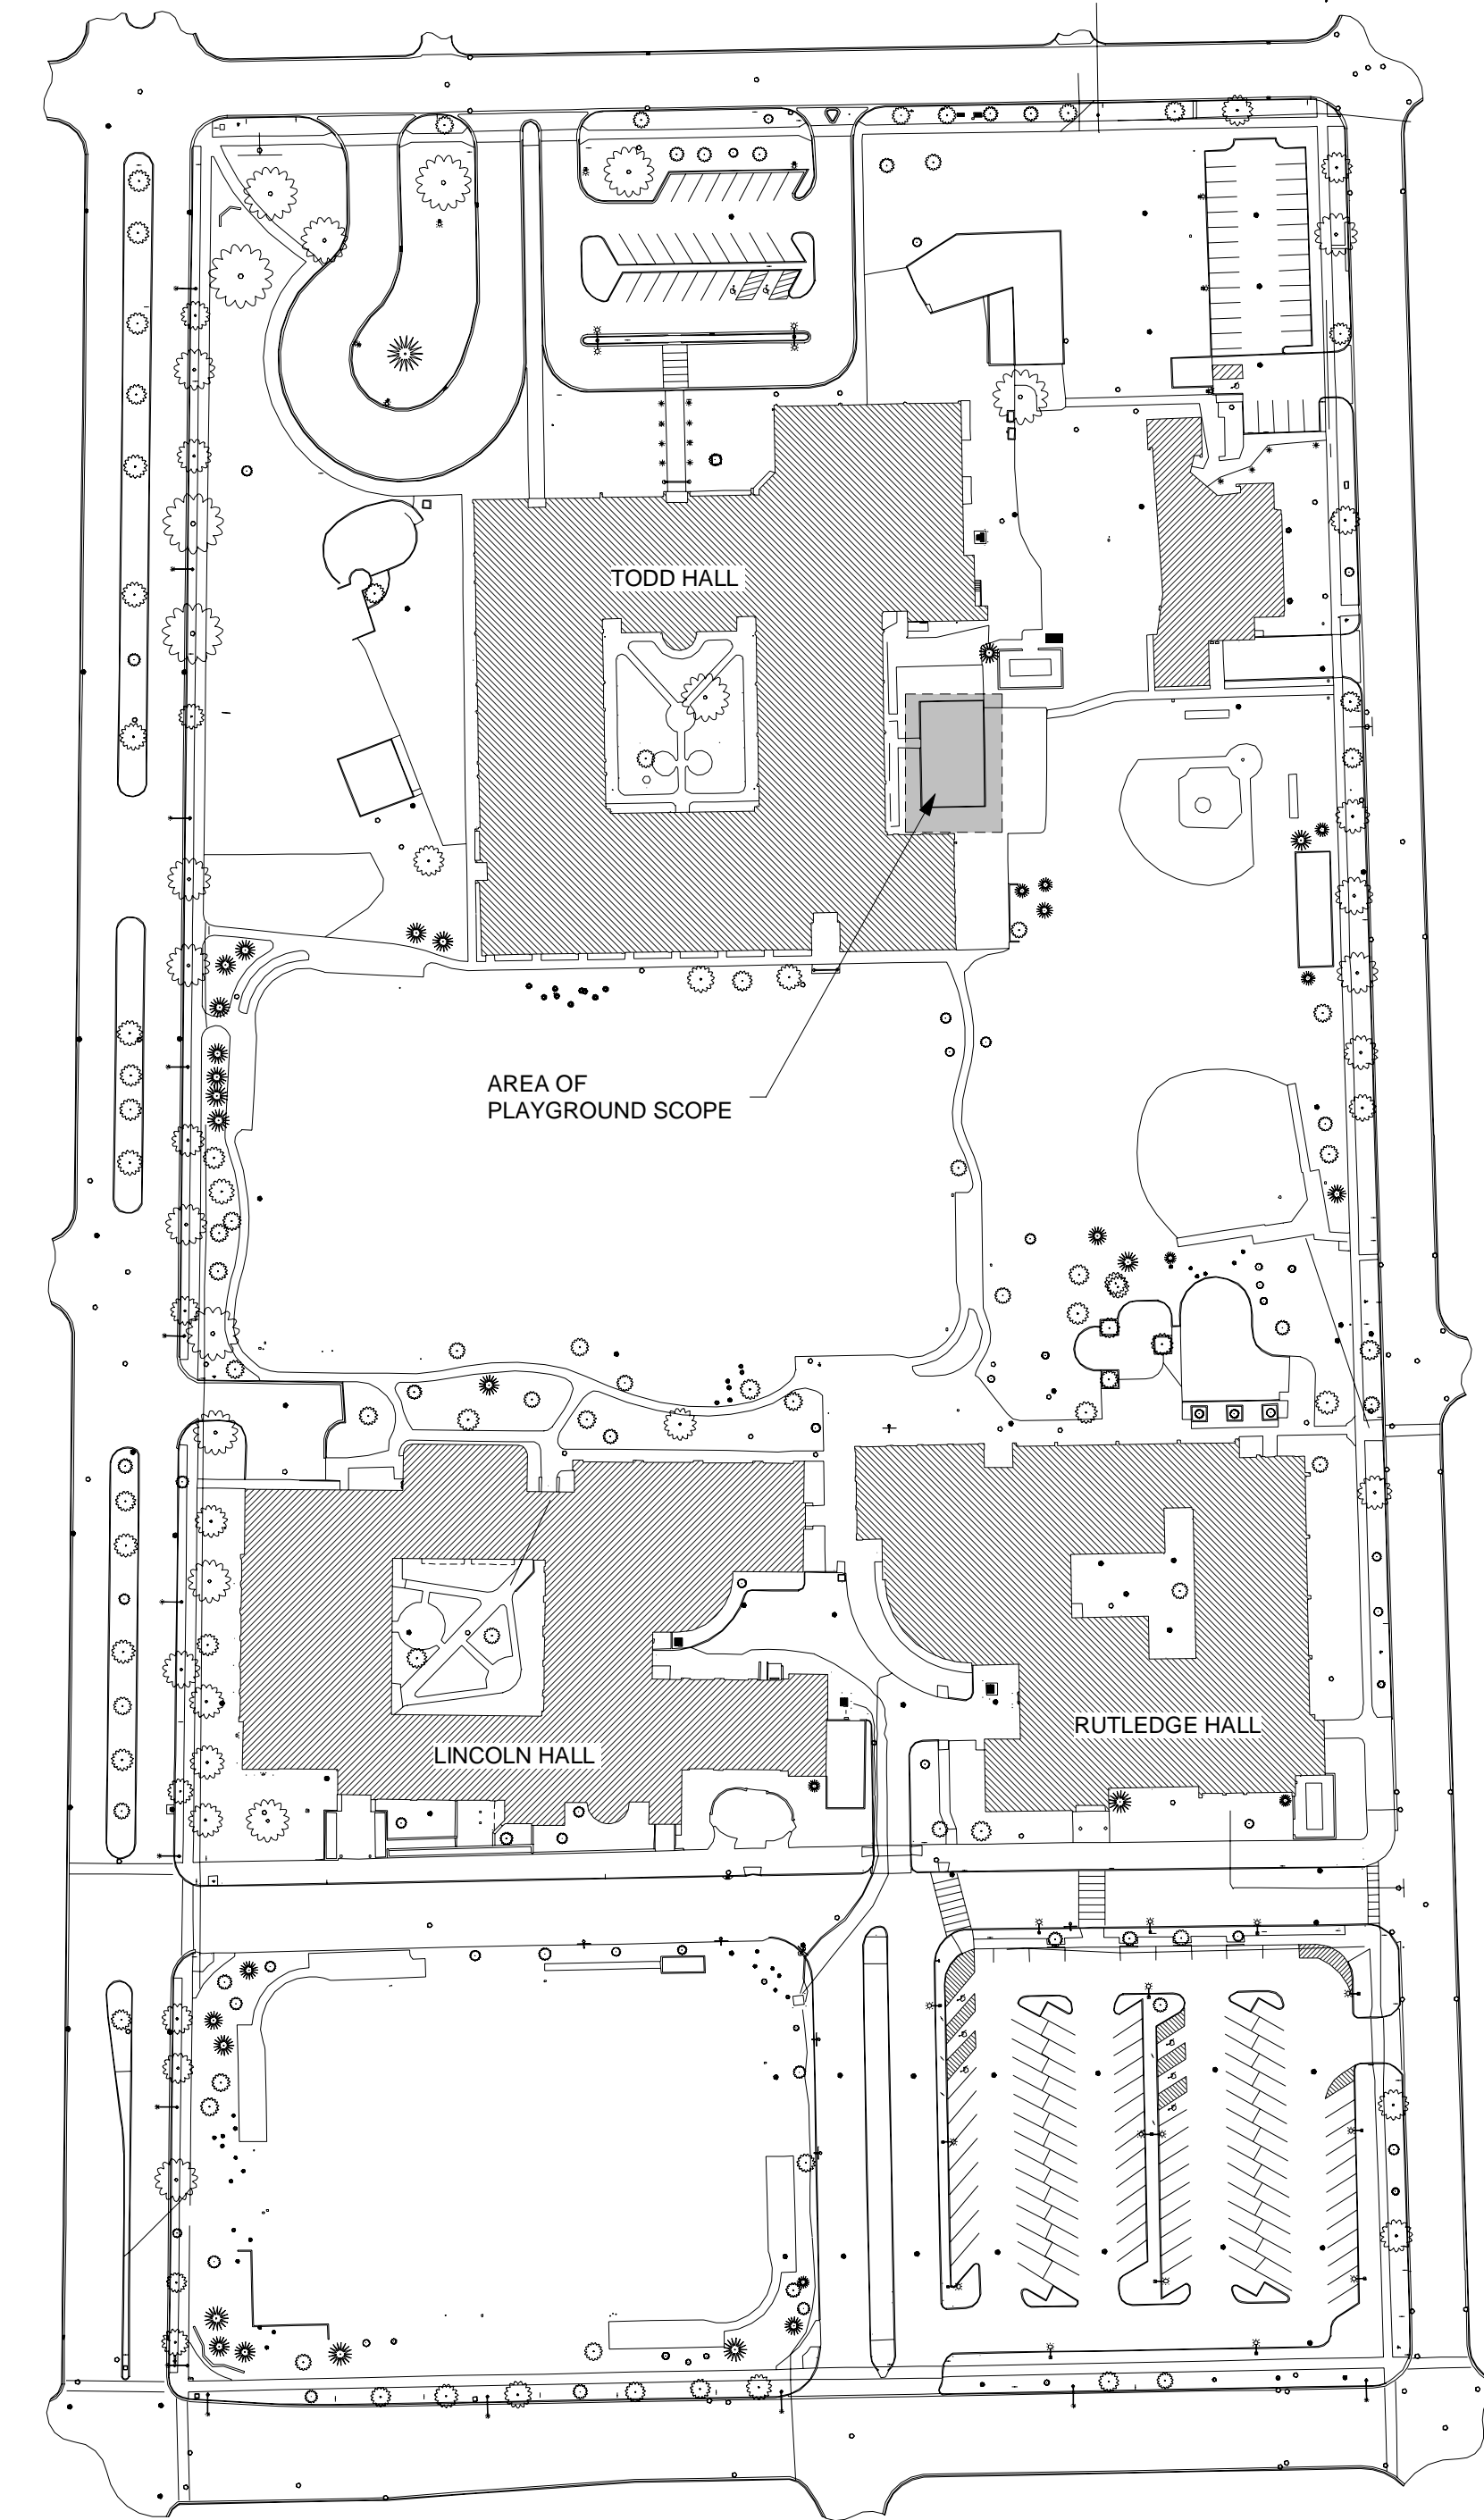 TODD HALL
AREA OF
PLAYGROUND SCOPE
RUTLEDGE HALL
LINCOLN HALL